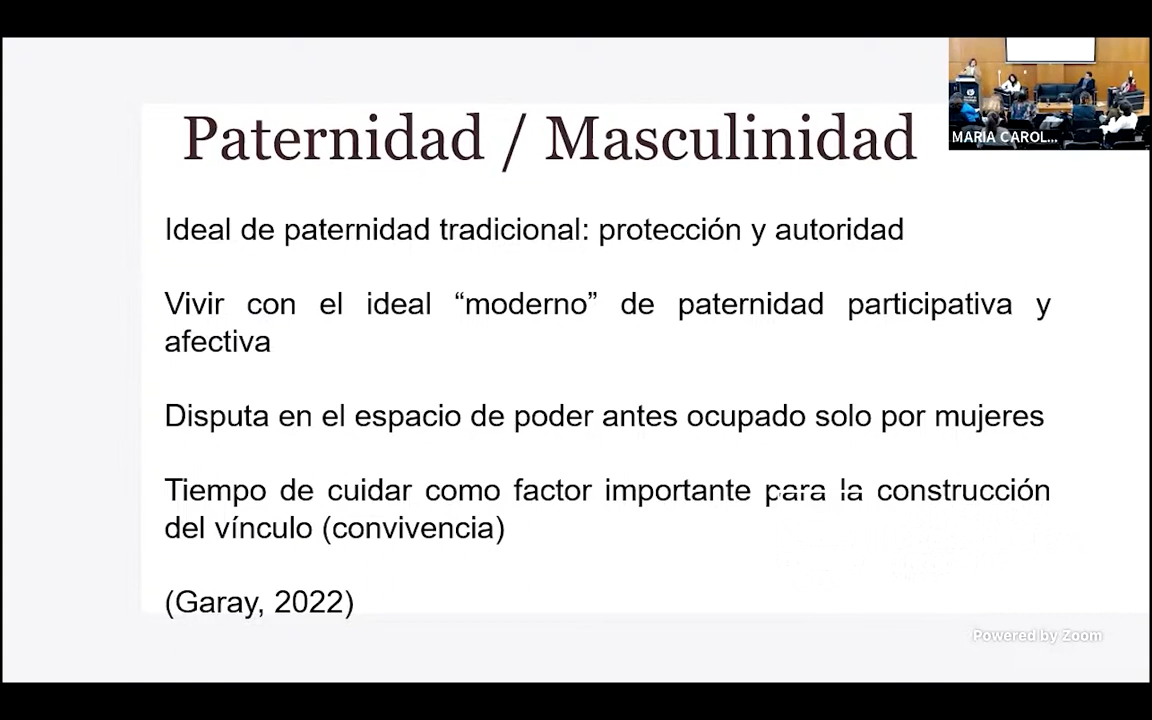 Paternidad / Masculinidad
MARIA CAROL...
Ideal de paternidad tradicional: protección y autoridad
Vivir con el ideal “moderno” de paternidad participativa y
afectiva
Disputa en el espacio de poder antes ocupado solo por mujeres
Tiempo de cuidar como factor importante para la construcción
del vínculo (convivencia)
(Garay, 2022)
Powered by Zoom